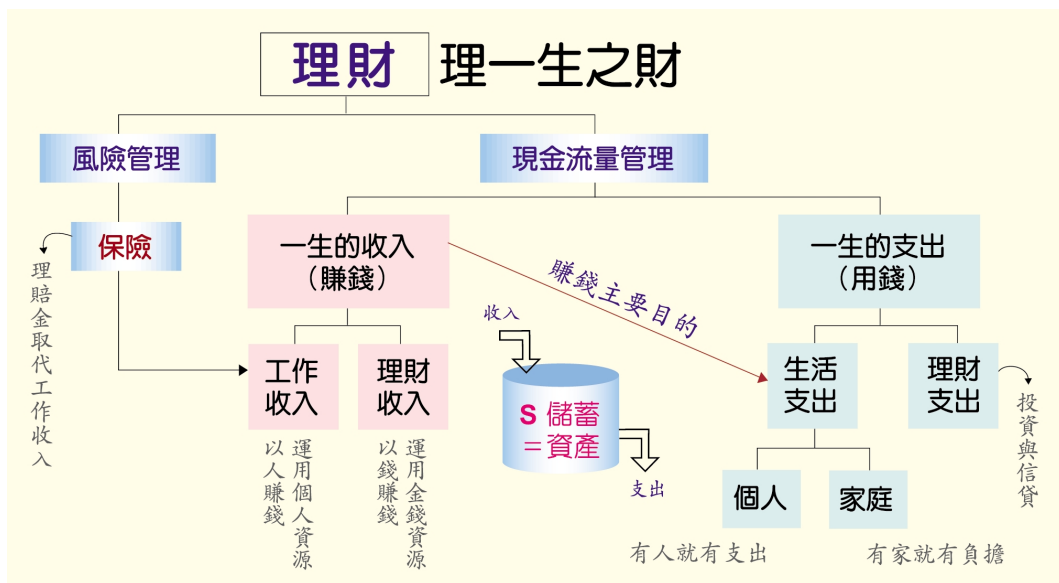 理財 理一生之財
風險管理
現金流量管理
保險
理賠金取代工作收入
一生的收入
（賺錢）
賺錢主要目的
一生的支出
（用錢）
工作
收入
運用個人資源
以人賺錢
理財
收入
運用金錢資源
以錢賺錢
收入
S 儲蓄
＝資產
支出
生活
支出
理財
支出
投資與信貸
個人
家庭
有人就有支出
有家就有負擔